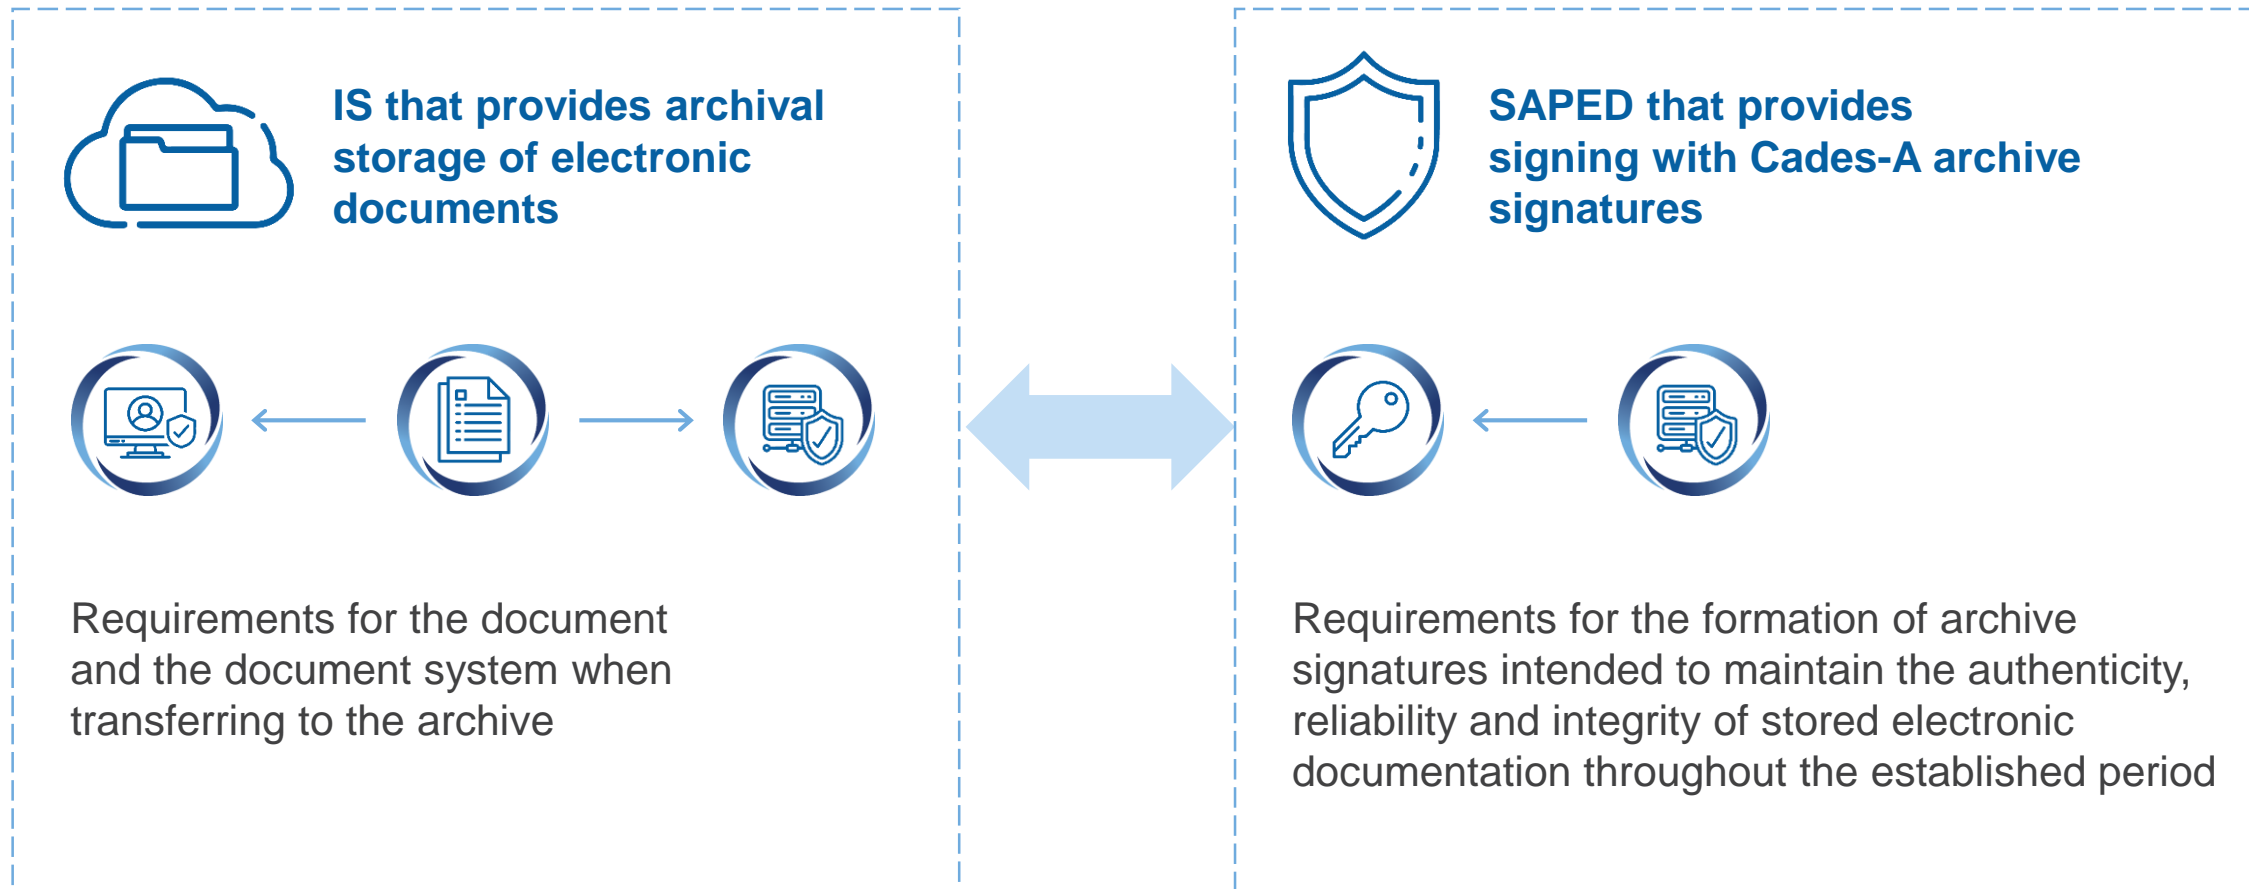 IS that provides archival
storage of electronic
documents
Requirements for the document
and the document system when
transferring to the archive
SAPED that provides
signing with Cades-A archive
signatures
Requirements for the formation of archive
signatures intended to maintain the authenticity,
reliability and integrity of stored electronic
documentation throughout the established period